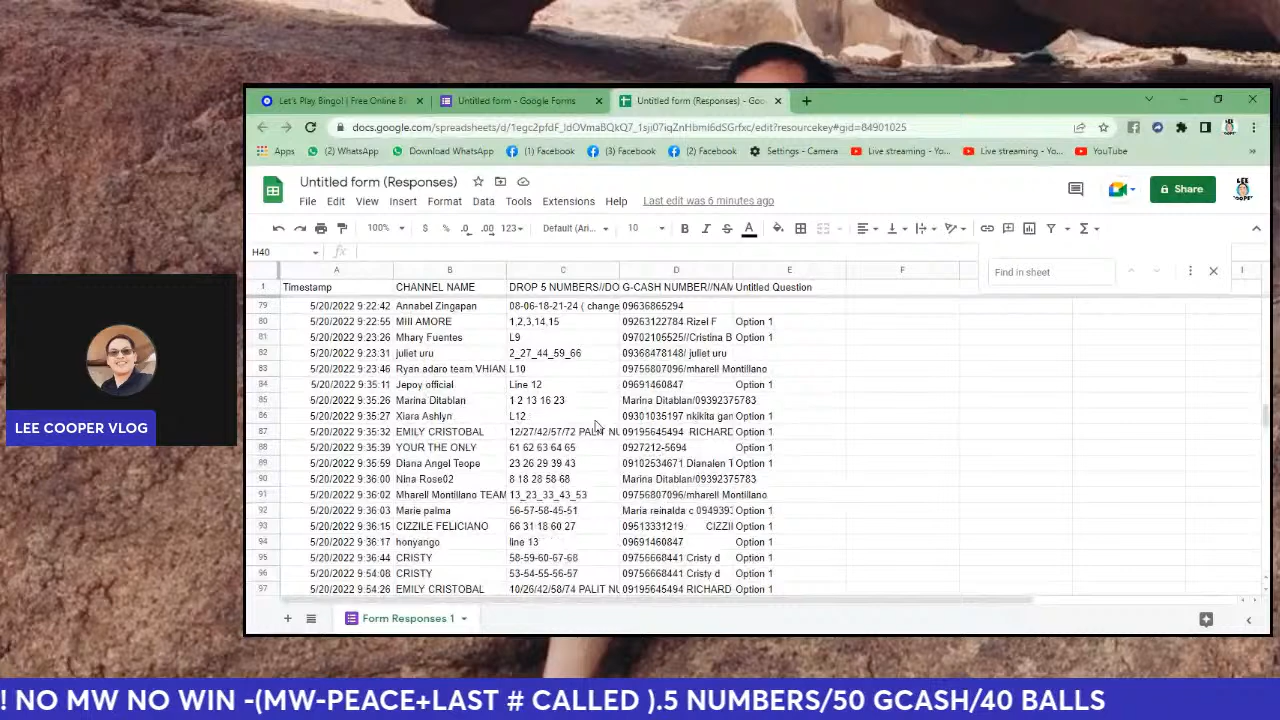 Let's Play Bingo! | Free Online Bi
Untitled form - Google Forms
Untitled form (Responses) - Goo
docs.google.com/spreadsheets/d/
/edit?resourcekey#gid=84901025
Apps
(2) WhatsApp
Download WhatsApp
(1) Facebook
(3) Facebook
(2) Facebook
Settings - Camera
Live streaming - Yo...
Live streaming - Yo...
YouTube
Untitled form (Responses)
File Edit View Insert Format Data Tools Extensions Help Last edit was 6 minutes ago
Share
100% $ % .0 .00 123 Default (Ari... 10 B I S A
H40 fx
Find in sheet
A B C D E F I
1 Timestamp CHANNEL NAME DROP 5 NUMBERS//DO G-CASH NUMBER//NAM Untitled Question
79 5/20/2022 9:22:42 Annabel Zingapan 08-06-18-21-24 ( change 09636865294
80 5/20/2022 9:22:55 MIII AMORE 1,2,3,14,15 09263122784 Rizel F Option 1
81 5/20/2022 9:23:26 Mhary Fuentes L9 09702105525//Cristina B Option 1
82 5/20/2022 9:23:31 juliet uru 2_27_44_59_66 09368478148/ juliet uru
83 5/20/2022 9:23:46 Ryan adaro team VHIAN L10 09756807096/mharell Montillano
84 5/20/2022 9:35:11 Jepoy official Line 12 09691460847 Option 1
85 5/20/2022 9:35:26 Marina Ditablan 1 2 13 16 23 Marina Ditablan/09392375783
86 5/20/2022 9:35:27 Xiara Ashlyn L12 09301035197 nkikita gan Option 1
87 5/20/2022 9:35:32 EMILY CRISTOBAL 12/27/42/57/72 PALIT NU 09195645494 RICHARD Option 1
88 5/20/2022 9:35:38 YOUR THE ONLY 61 62 63 64 65 0927212-5694 Option 1
89 5/20/2022 9:35:59 Diana Angel Teope 23 26 29 39 43 09102534671 Dianalen T Option 1
90 5/20/2022 9:36:00 Nina Rose02 8 18 28 58-68 Marina Ditablan/09392375783
91 5/20/2022 9:36:02 Mharell Montillano TEAM 13_23_33_43_53 09756807096/mharell Montillano
92 5/20/2022 9:36:03 Marie palma 56-57-58-45-51 Maria reinalda c 094939 Option 1
93 5/20/2022 9:36:15 CIZZILE FELICIANO 66 31 18 60 27 09513331219 CIZZI Option 1
94 5/20/2022 9:36:17 honyango line 13 09691460847 Option 1
95 5/20/2022 9:36:44 CRISTY 58-59-60-67-68 09756668441 Cristy d Option 1
96 5/20/2022 9:54:08 CRISTY 53-54-55-56-57 09756668441 Cristy d Option 1
97 5/20/2022 9:54:26 EMILY CRISTOBAL 10/26/42/58/74 PALIT NU 09195645494 RICHARD Option 1
Form Responses 1
LEE COOPER VLOG
! NO MW NO WIN -(MW-PEACE+LAST # CALLED ).5 NUMBERS/50 GCASH/40 BALLS